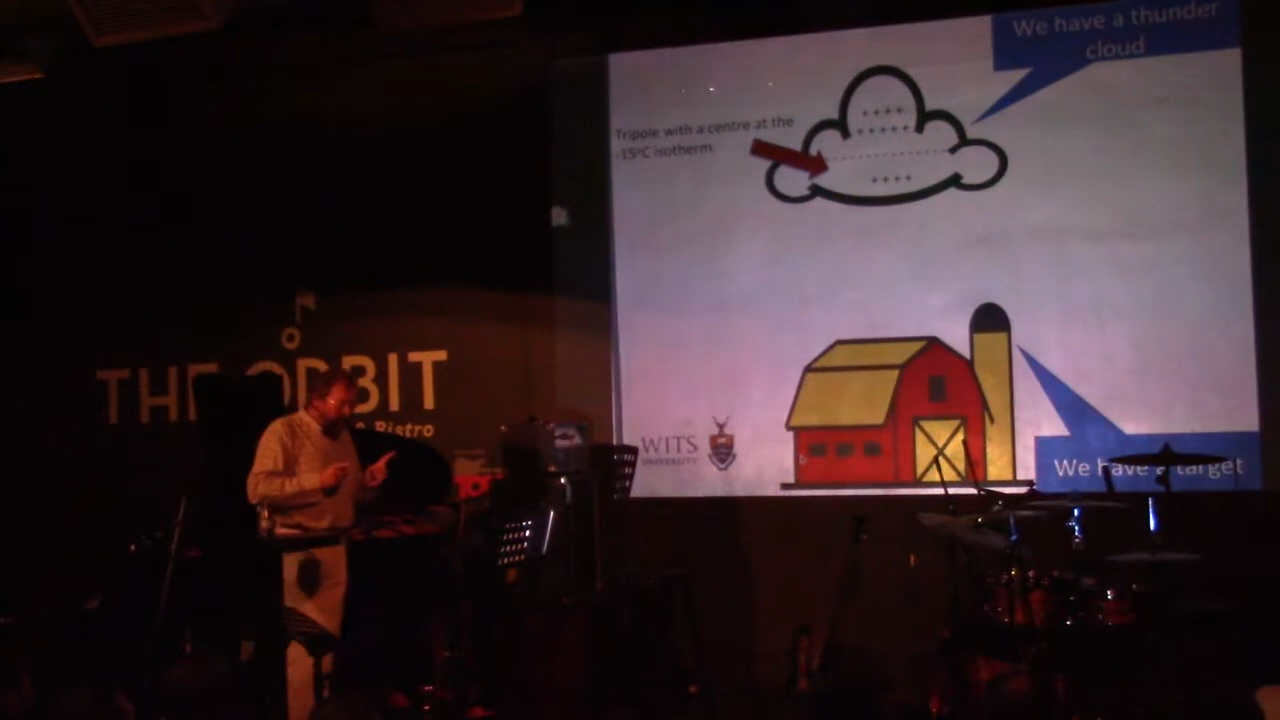 We have a thunder
cloud
Tripole with a centre at the
-15°C isotherm
++++
+++++
++++
THE ORBIT
& Bistro
WITS
UNIVERSITY
We have a target